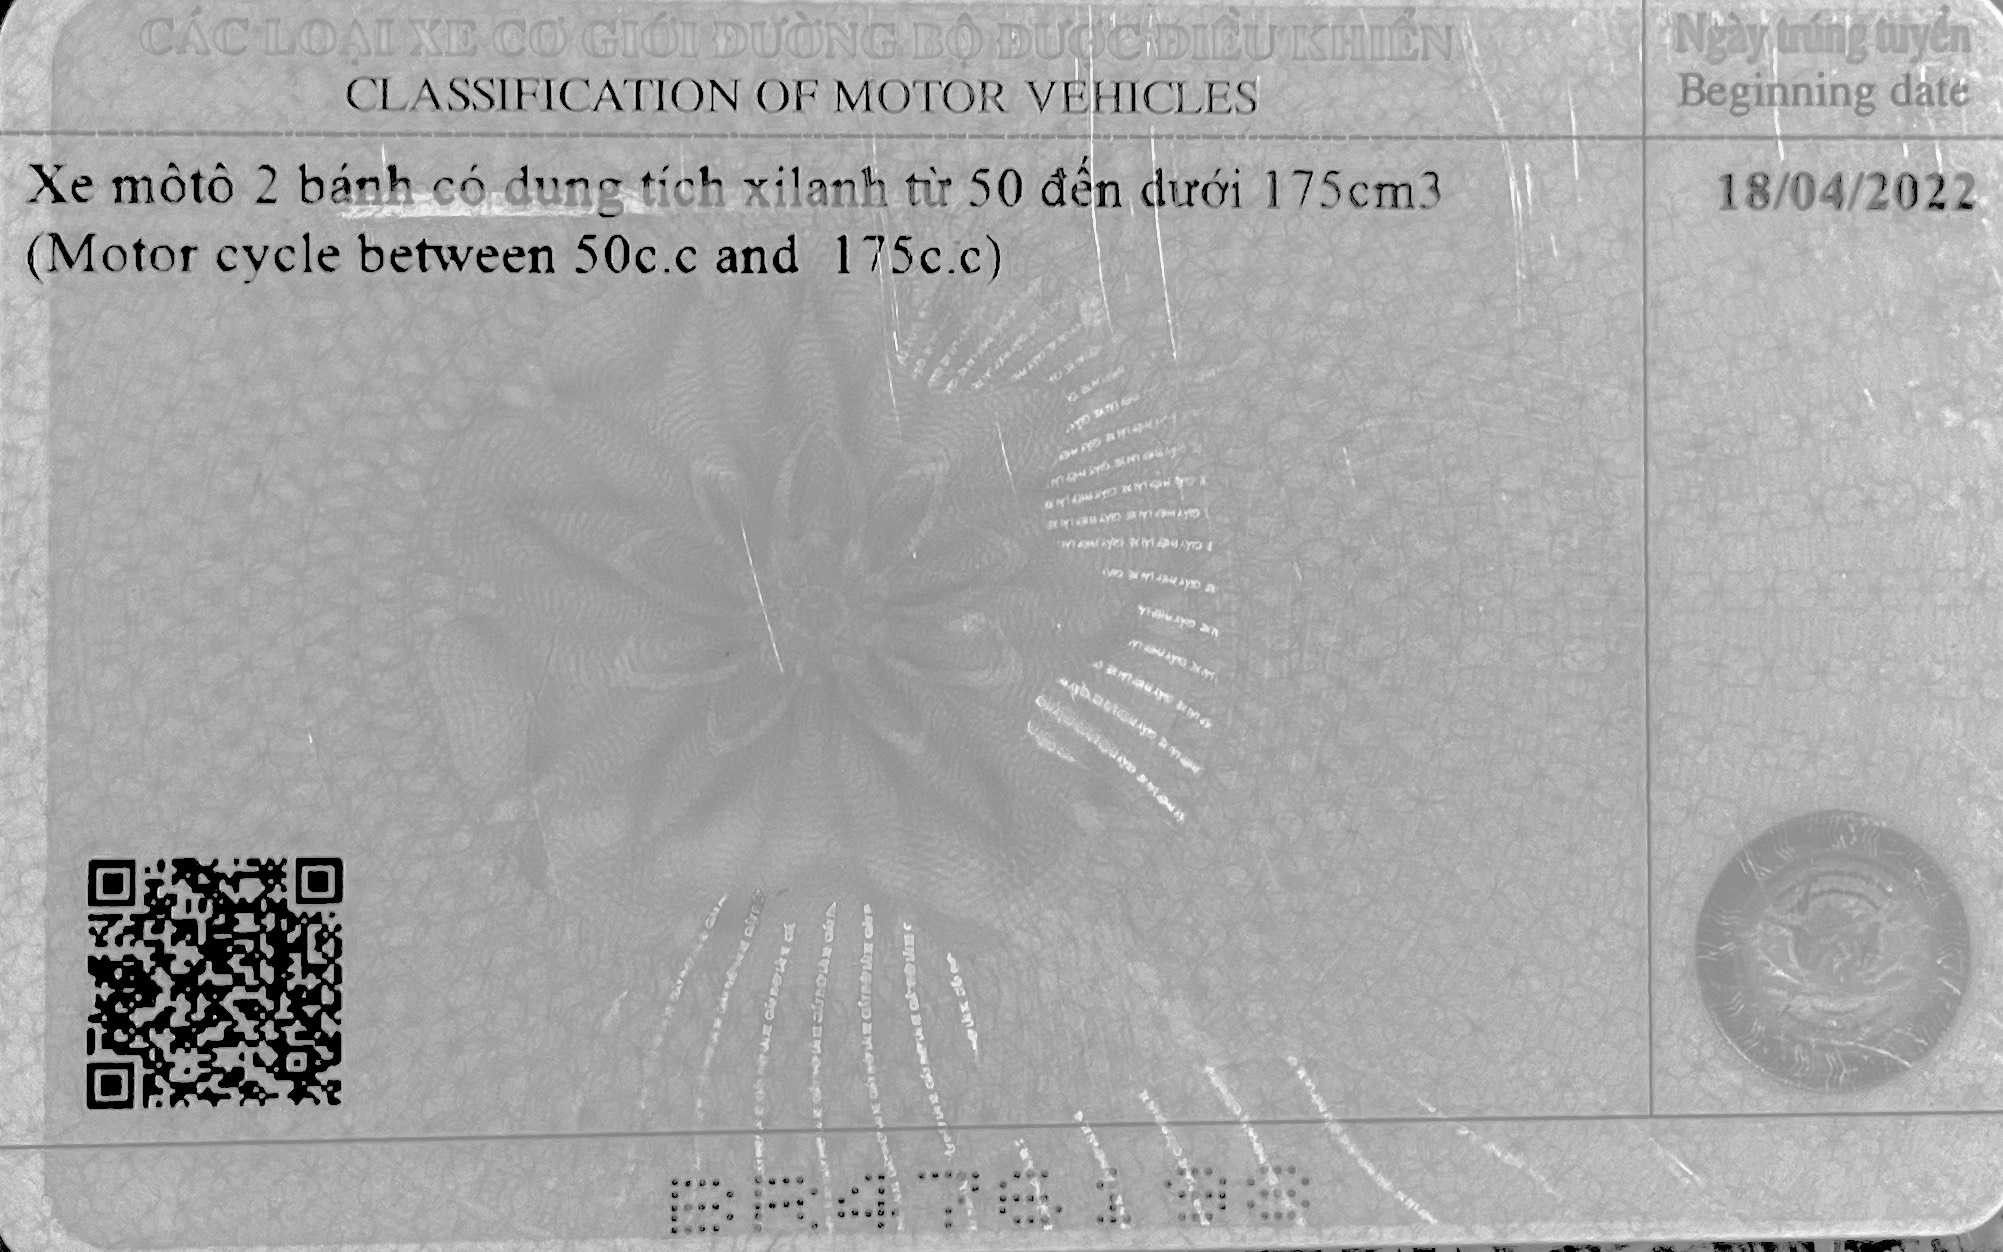 CÁC LOẠI XE CƠ GIỚI ĐƯỜNG BỘ ĐƯỢC ĐIỀU KHIỂN
CLASSIFICATION OF MOTOR VEHICLES
Ngày trúng tuyển
Beginning date
Xe môtô 2 bánh có dung tích xilanh từ 50 đến dưới 175cm3
(Motor cycle between 50c.c and 175c.c)
18/04/2022